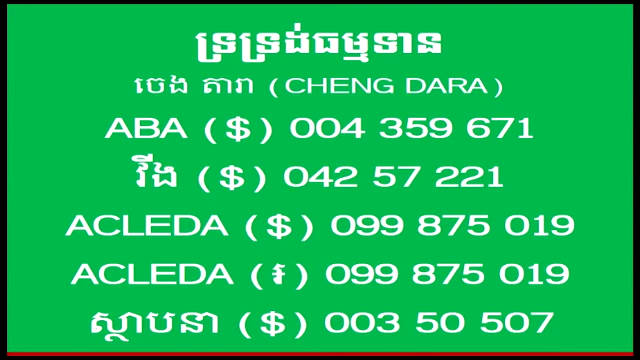 ទ្រទ្រង់ធម្មទាន
ចេង តារា (CHENG DARA)
ABA ($) 004 359 671
វីង ($) 042 57 221
ACLEDA ($) 099 875 019
ACLEDA (រ) 099 875 019
ស្ថាបនា ($) 003 50 507